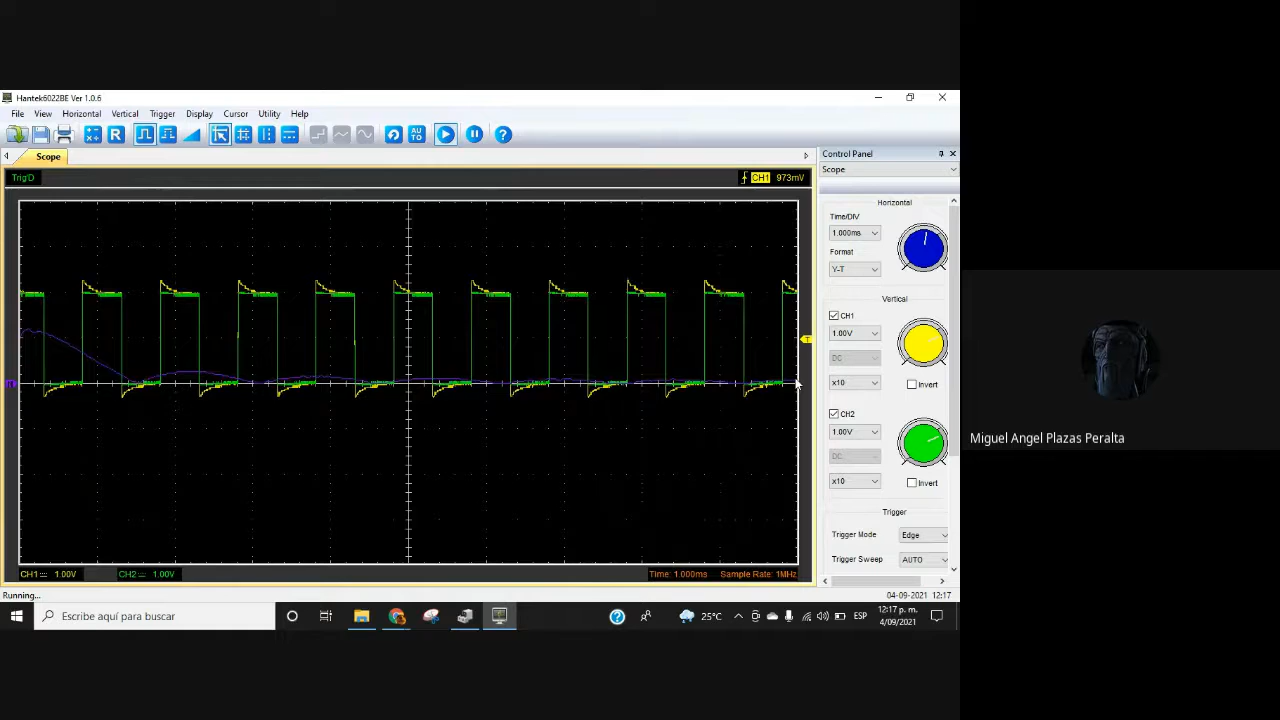 Hantek6022BE Ver 1.0.6
File View Horizontal Vertical Trigger Display Cursor Utility Help
R AUTO ?
Scope
Control Panel
Scope
Trig'D
CH1 973mV
Horizontal
Time/DIV
1.000ms
Format
Y-T
Vertical
CH1
1.00V
DC
x10
Invert
CH2
1.00V
DC
x10
Invert
Trigger
Trigger Mode Edge
Trigger Sweep AUTO
T
CH1 1.00V CH2 1.00V Time: 1.000ms Sample Rate: 1MHz
Running...
04-09-2021 12:17
Escribe aquí para buscar
25°C
ESP
12:17 p. m.
4/09/2021
Miguel Angel Plazas Peralta